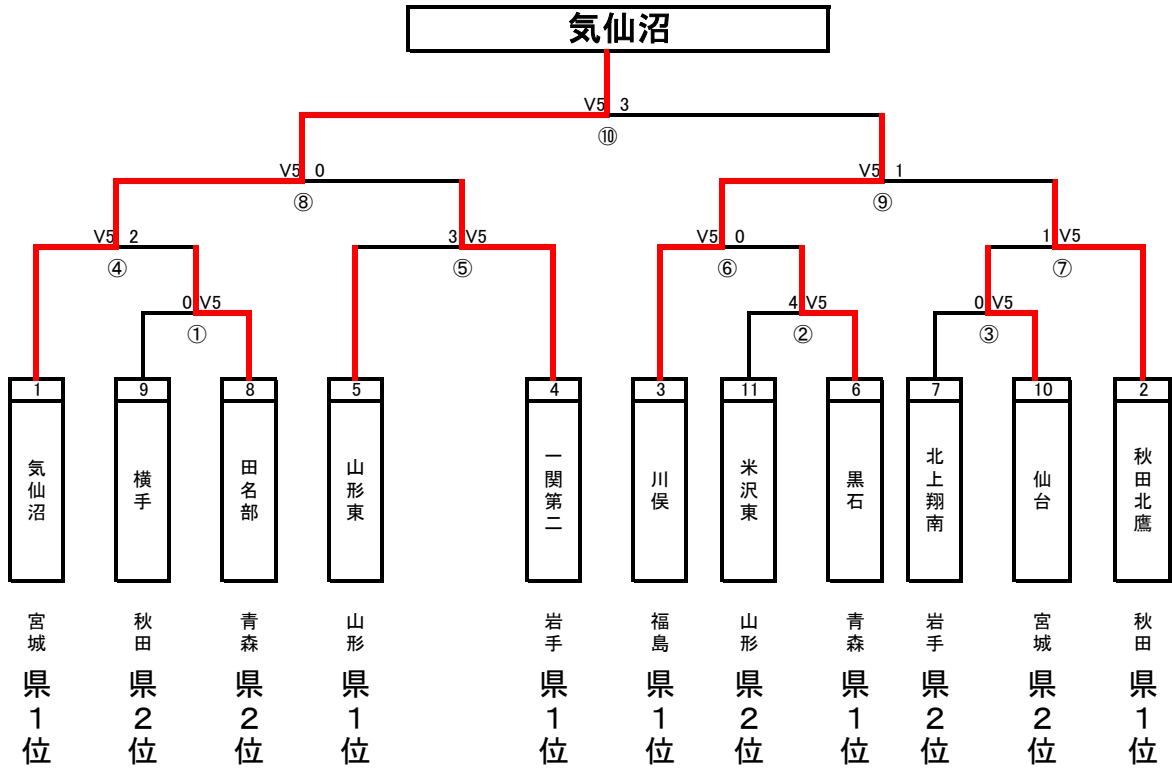 気仙沼
V5 3
⑩
V5 0
V5 1
⑧
⑨
V5 2
3 V5
V5 0
1 V5
④
⑤
⑥
⑦
0 V5
4 V5
0 V5
①
②
③
1 9 8 5 4 3 11 6 7 10 2
気仙沼
横手
田名部
山形東
一関第二
川俣
米沢東
黒石
北上翔南
仙台
秋田北鷹
宮城
秋田
青森
山形
岩手
福島
山形
青森
岩手
宮城
秋田
県1位
県2位
県2位
県1位
県1位
県1位
県2位
県1位
県2位
県2位
県1位